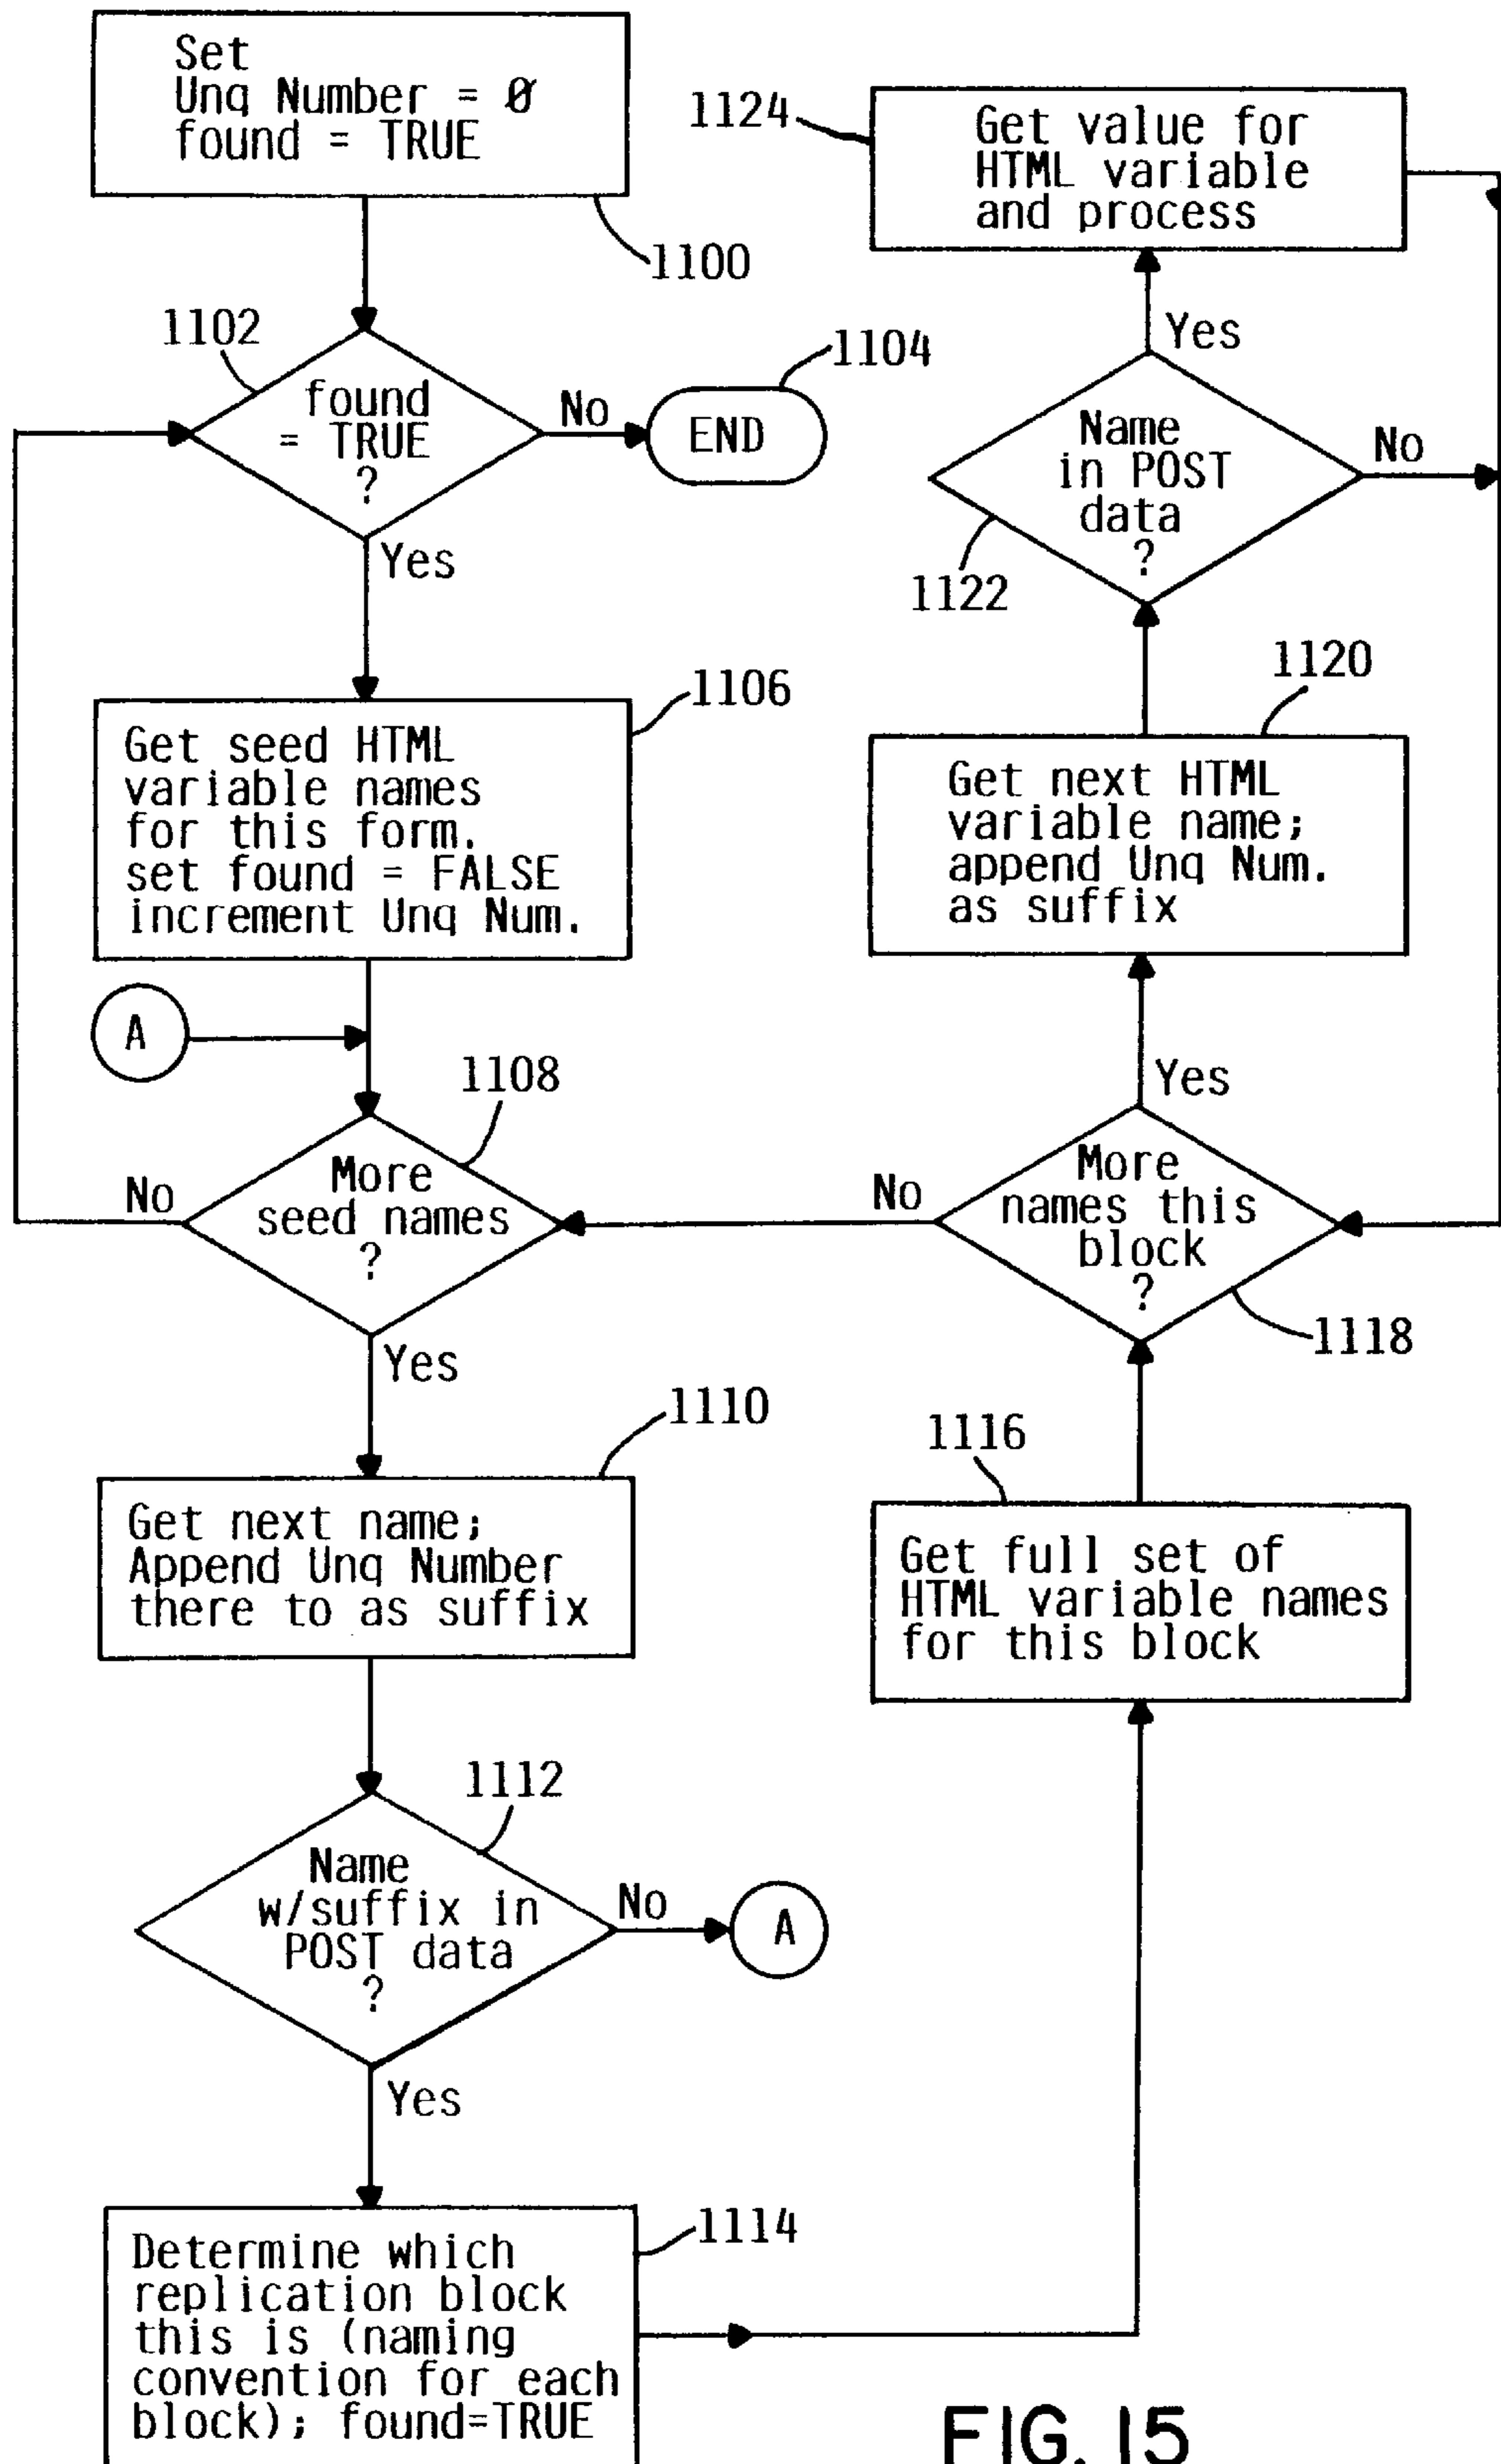 Set
Unq Number = 0
found = TRUE
1100
1102
found
= TRUE
?
No
1104
END
Yes
1106
Get seed HTML
variable names
for this form.
set found = FALSE
increment Unq Num.
A
1108
More
seed names
?
No
Yes
1110
Get next name;
Append Unq Number
there to as suffix
1112
Name
w/suffix in
POST data
?
No
A
Yes
1114
Determine which
replication block
this is (naming
convention for each
block); found=TRUE
1116
Get full set of
HTML variable names
for this block
1118
More
names this
block
?
No
Yes
1120
Get next HTML
variable name;
append Unq Num.
as suffix
1122
Name
in POST
data
?
No
Yes
1124
Get value for
HTML variable
and process
FIG. 15